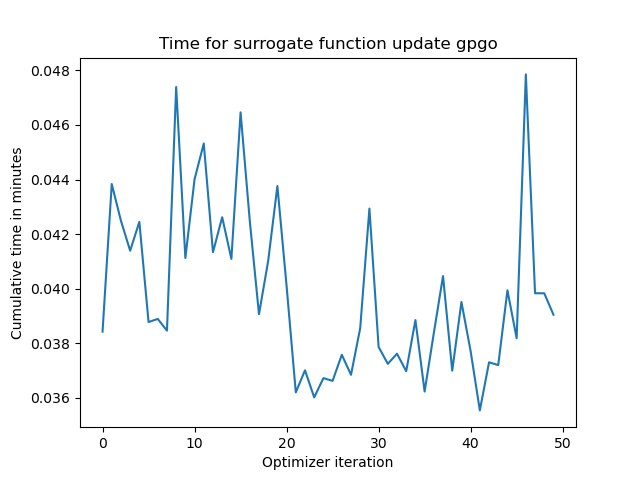 Time for surrogate function update gpgo
Cumulative time in minutes
0.048
0.046
0.044
0.042
0.040
0.038
0.036
0 10 20 30 40 50
Optimizer iteration